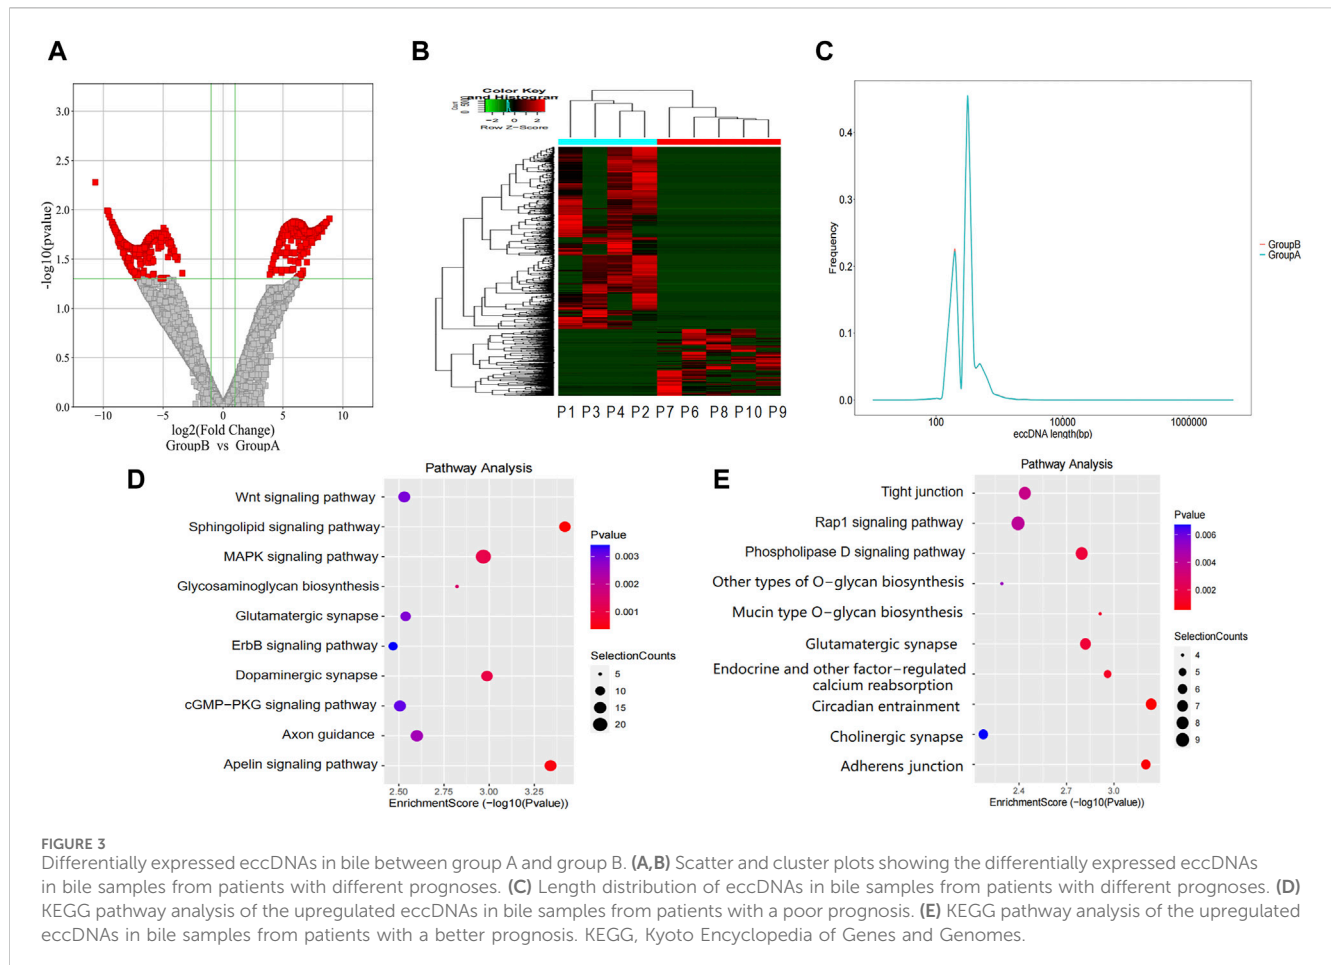 A
3.0
2.5
2.0
1.5
1.0
0.5
0.0
-log10(pvalue)
−10
−5
0
5
10
log2(Fold Change)
GroupB vs GroupA
B
Color Key
and Histogram
Count
0
500
−2
0
2
Row Z−Score
P1
P3
P4
P2
P7
P6
P8
P10
P9
C
0.4
0.3
0.2
0.1
0.0
Frequency
100
10000
1000000
eccDNA length(bp)
GroupB
GroupA
D
Pathway Analysis
Wnt signaling pathway
Sphingolipid signaling pathway
MAPK signaling pathway
Glycosaminoglycan biosynthesis
Glutamatergic synapse
ErbB signaling pathway
Dopaminergic synapse
cGMP−PKG signaling pathway
Axon guidance
Apelin signaling pathway
2.50
2.75
3.00
3.25
EnrichmentScore (−log10(Pvalue))
Pvalue
0.003
0.002
0.001
SelectionCounts
5
10
15
20
E
Pathway Analysis
Tight junction
Rap1 signaling pathway
Phospholipase D signaling pathway
Other types of O−glycan biosynthesis
Mucin type O−glycan biosynthesis
Glutamatergic synapse
Endocrine and other factor−regulated
calcium reabsorption
Circadian entrainment
Cholinergic synapse
Adherens junction
2.4
2.7
3.0
EnrichmentScore (−log10(Pvalue))
Pvalue
0.006
0.004
0.002
SelectionCounts
4
5
6
7
8
9
FIGURE 3
Differentially expressed eccDNAs in bile between group A and group B. (A,B) Scatter and cluster plots showing the differentially expressed eccDNAs
in bile samples from patients with different prognoses. (C) Length distribution of eccDNAs in bile samples from patients with different prognoses. (D)
KEGG pathway analysis of the upregulated eccDNAs in bile samples from patients with a poor prognosis. (E) KEGG pathway analysis of the upregulated
eccDNAs in bile samples from patients with a better prognosis. KEGG, Kyoto Encyclopedia of Genes and Genomes.